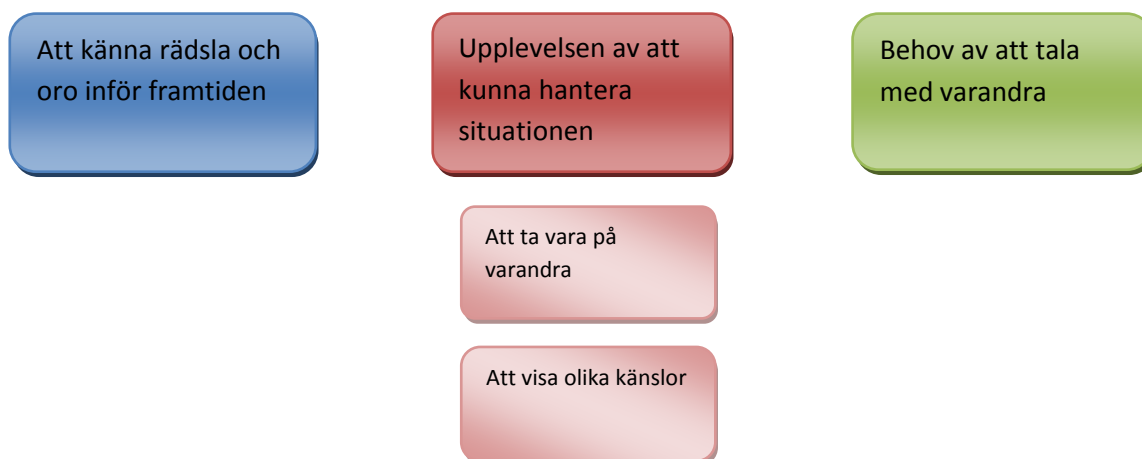 Att känna rädsla och
oro inför framtiden
Upplevelsen av att
kunna hantera
situationen
Behov av att tala
med varandra
Att ta vara på
varandra
Att visa olika känslor